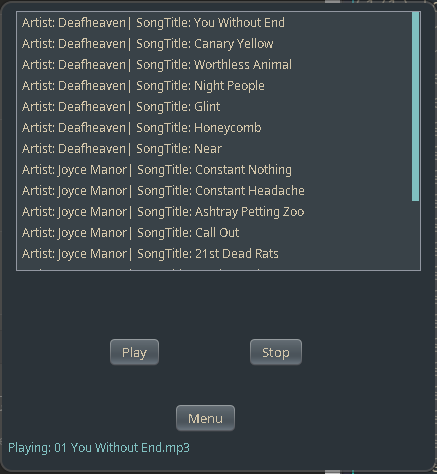 Artist: Deafheaven| SongTitle: You Without End
Artist: Deafheaven| SongTitle: Canary Yellow
Artist: Deafheaven| SongTitle: Worthless Animal
Artist: Deafheaven| SongTitle: Night People
Artist: Deafheaven| SongTitle: Glint
Artist: Deafheaven| SongTitle: Honeycomb
Artist: Deafheaven| SongTitle: Near
Artist: Joyce Manor| SongTitle: Constant Nothing
Artist: Joyce Manor| SongTitle: Constant Headache
Artist: Joyce Manor| SongTitle: Ashtray Petting Zoo
Artist: Joyce Manor| SongTitle: Call Out
Artist: Joyce Manor| SongTitle: 21st Dead Rats
Play Stop
Menu
Playing: 01 You Without End.mp3